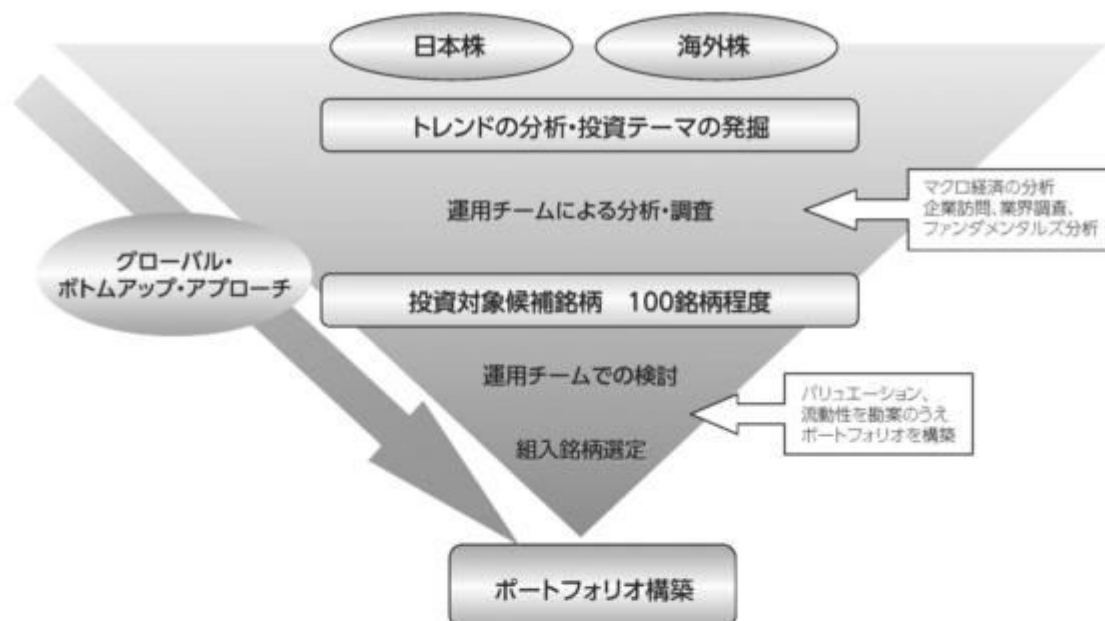 日本株
海外株
トレンドの分析・投資テーマの発掘
運用チームによる分析・調査
マクロ経済の分析
企業訪問、業界調査、
ファンダメンタルズ分析
グローバル・
ボトムアップ・アプローチ
投資対象候補銘柄　100銘柄程度
運用チームでの検討
バリュエーション、
流動性を勘案のうえ
ポートフォリオを構築
組入銘柄選定
ポートフォリオ構築